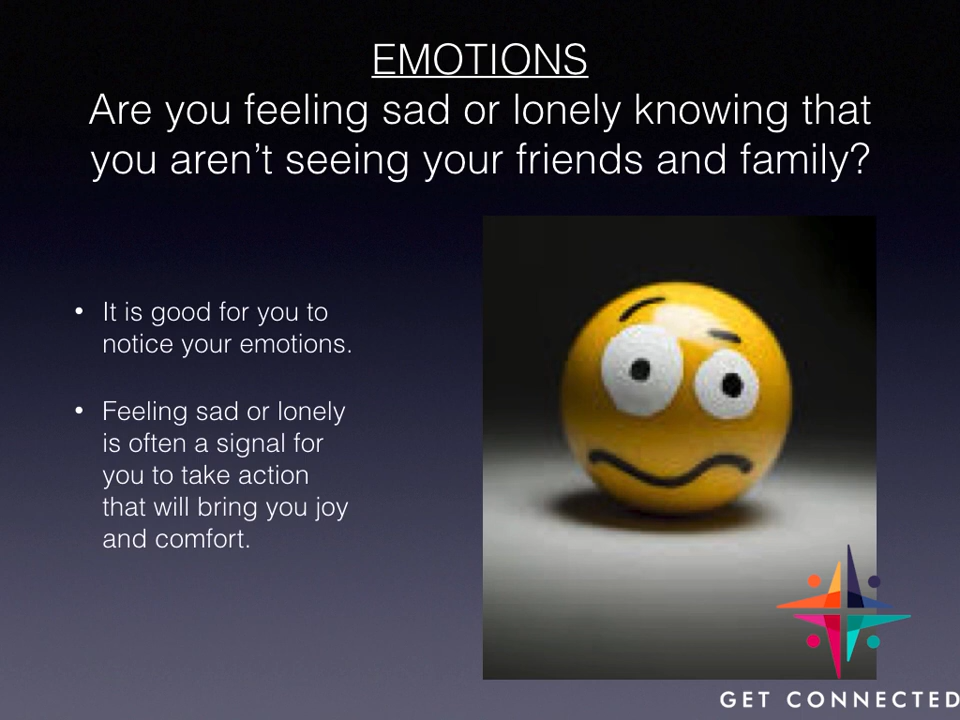 EMOTIONS
Are you feeling sad or lonely knowing that
you aren’t seeing your friends and family?
• It is good for you to
notice your emotions.
• Feeling sad or lonely
is often a signal for
you to take action
that will bring you joy
and comfort.
GET CONNECTED